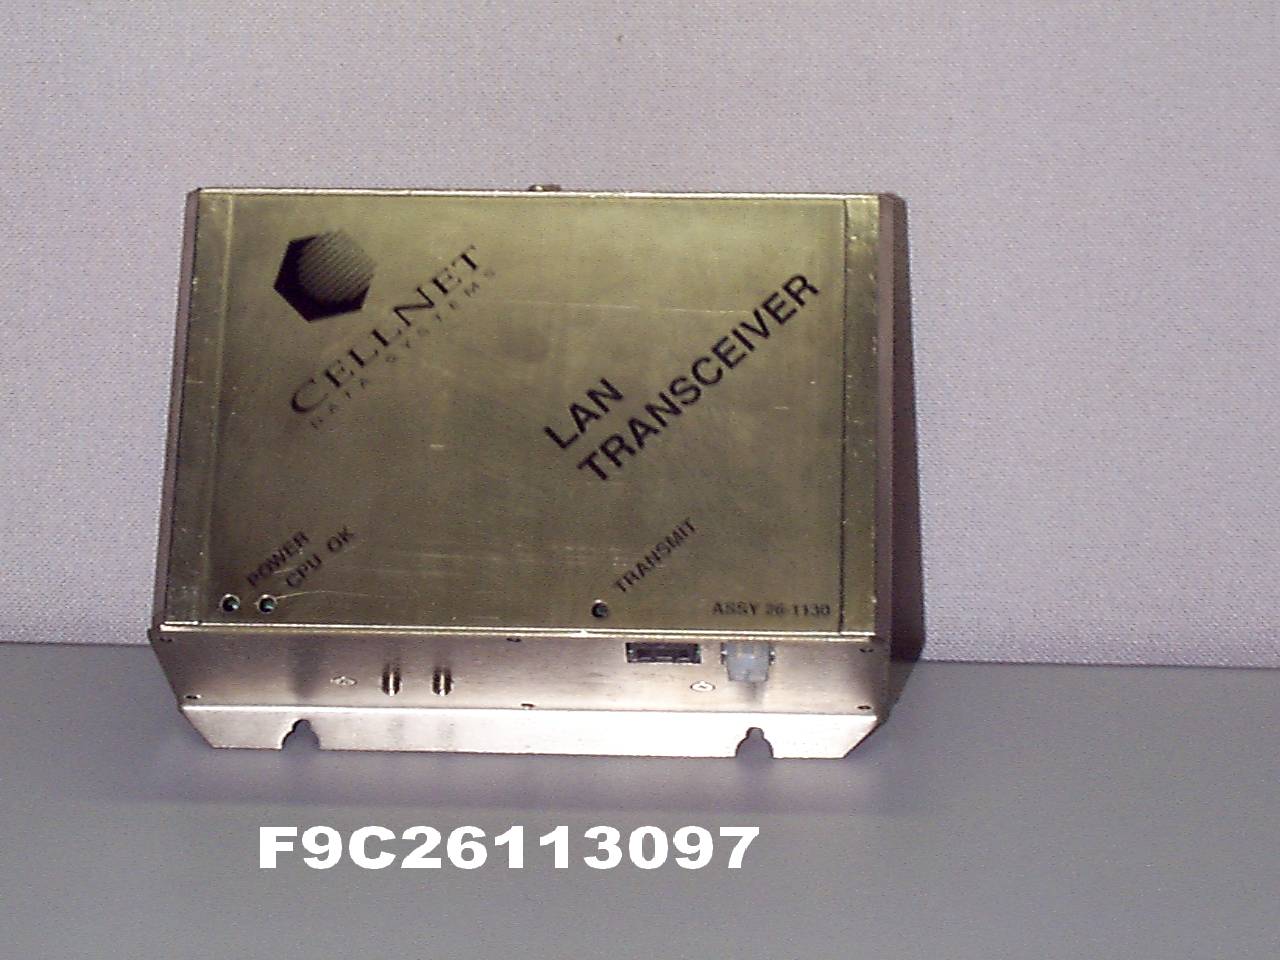 CELLNET
DATA SYSTEMS
LAN
TRANSCEIVER
POWER
CPU OK
TRANSMIT
ASSY 26-1130
F9C26113097